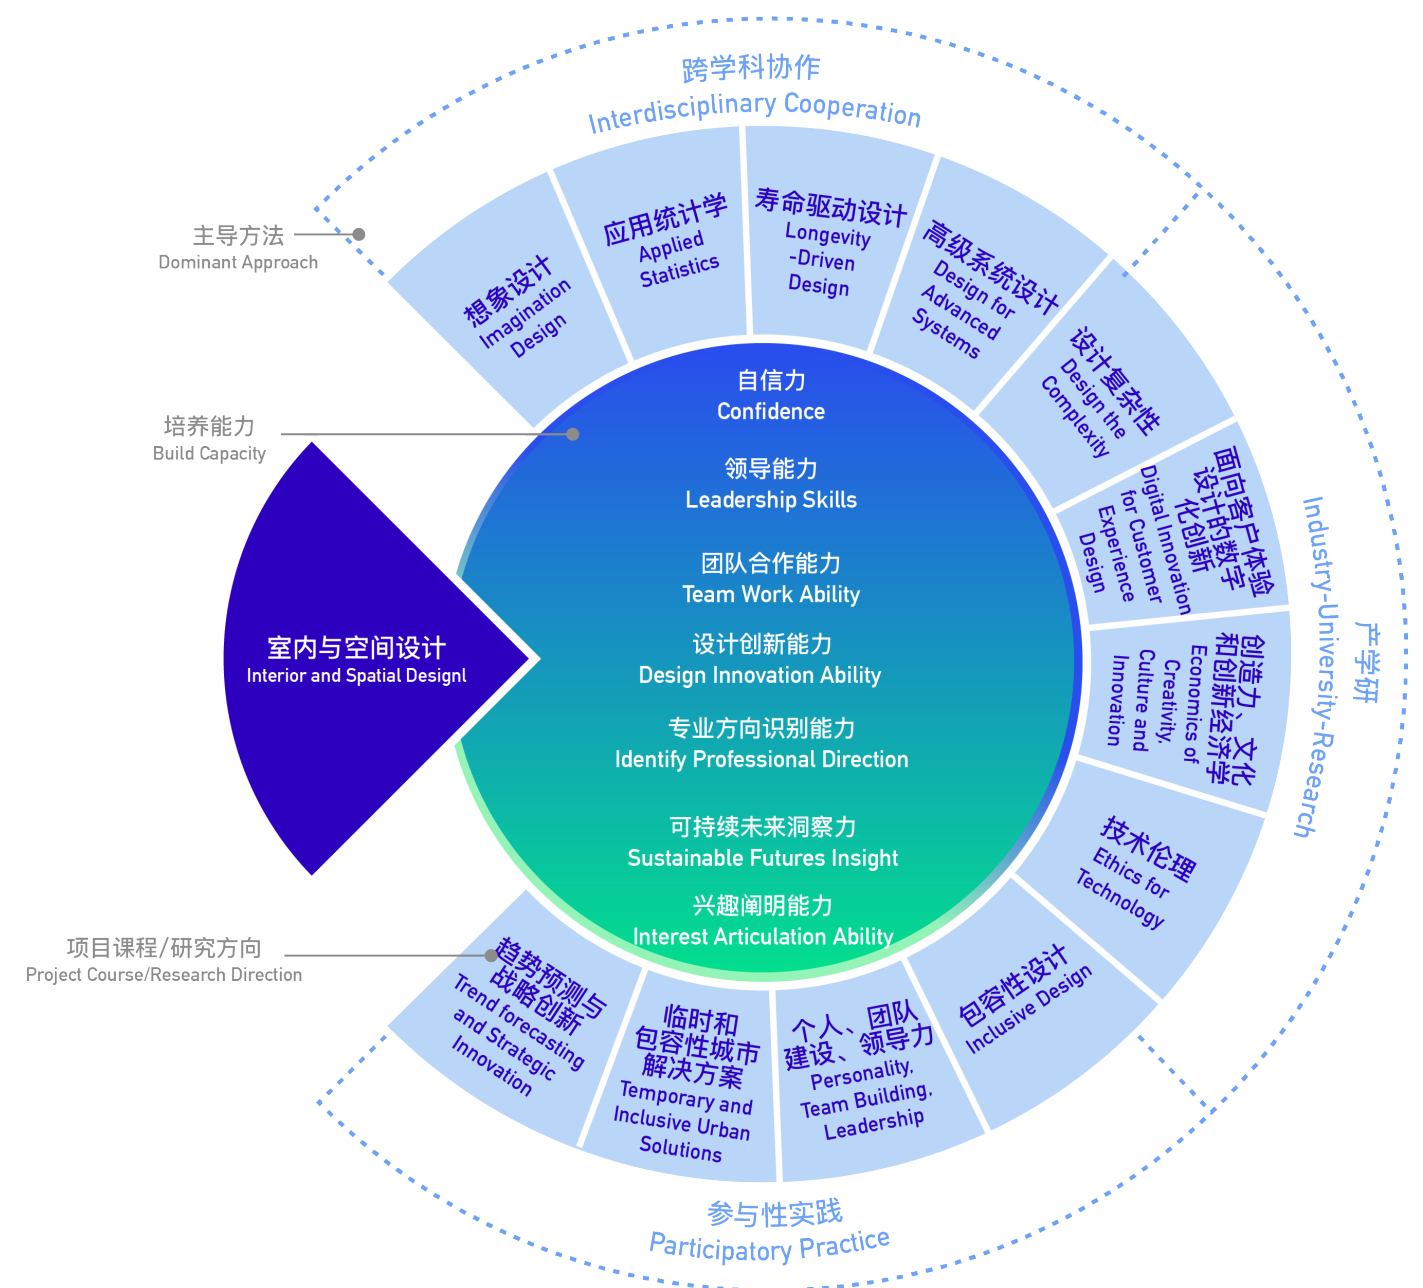 跨学科协作
Interdisciplinary Cooperation
主导方法
Dominant Approach
想象设计
Imagination
Design
应用统计学
Applied
Statistics
寿命驱动设计
Longevity
-Driven
Design
高级系统设计
Design for
Advanced
Systems
设计复杂性
Design the
Complexity
面向客户体验
设计的数字
化创新
Digital Innovation
for Customer
Experience
Design
创造力、文化
和创新经济学
Economics of
Creativity,
Culture and
Innovation
产学研
Industry-University-Research
技术伦理
Ethics for
Technology
包容性设计
Inclusive Design
个人、团队
建设、领导力
Personality,
Team Building,
Leadership
临时和
包容性城市
解决方案
Temporary and
Inclusive Urban
Solutions
趋势预测与
战略创新
Trend forecasting
and Strategic
Innovation
培养能力
Build Capacity
自信力
Confidence
领导能力
Leadership Skills
团队合作能力
Team Work Ability
设计创新能力
Design Innovation Ability
专业方向识别能力
Identify Professional Direction
可持续未来洞察力
Sustainable Futures Insight
兴趣阐明能力
Interest Articulation Ability
室内与空间设计
Interior and Spatial Designl
项目课程/研究方向
Project Course/Research Direction
参与性实践
Participatory Practice